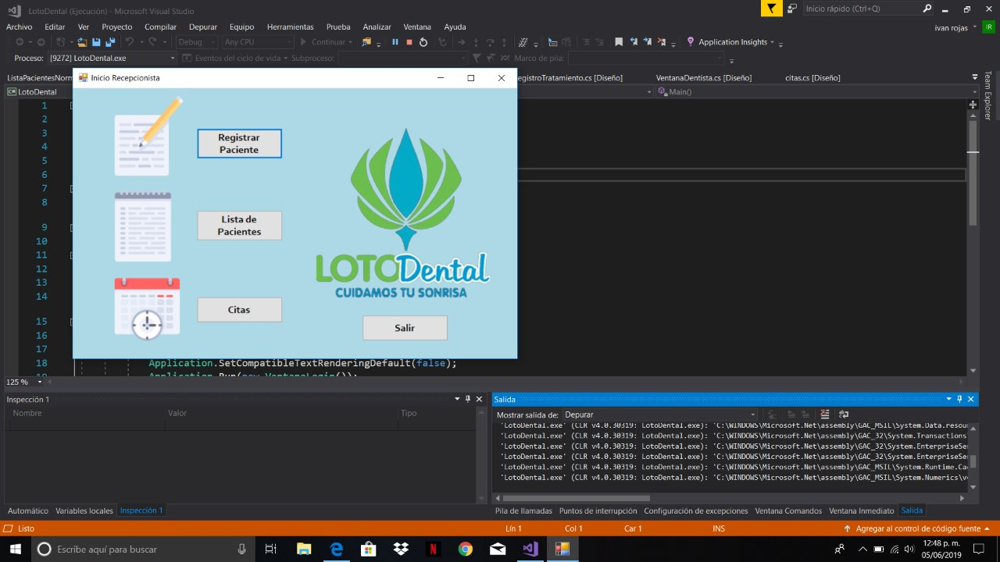 LotoDental (Ejecución) - Microsoft Visual Studio
Inicio rápido (Ctrl+Q)
Archivo Editar Ver Proyecto Compilar Depurar Equipo Herramientas Prueba Analizar Ventana Ayuda
ivan rojas IR
Debug Any CPU Continuar Application Insights
Proceso: [9272] LotoDental.exe Eventos del ciclo de vida Subproceso: Marco de pila:
ListaPacientesNorm
egistroTratamiento.cs [Diseño] VentanaDentista.cs [Diseño] citas.cs [Diseño]
Team Explorer
LotoDental
Main()
Inicio Recepcionista
Registrar
Paciente
Lista de
Pacientes
Citas
LOTODental
CUIDAMOS TU SONRISA
Salir
1
2
3
4
5
6
7
8
9
10
11
12
13
14
15
16
17
18 Application.SetCompatibleTextRenderingDefault(false);
Application.Run(new VentanaLogin());
125 %
Inspección 1
Nombre Valor Tipo
Automático Variables locales Inspección 1
Salida
Mostrar salida de: Depurar
'LotoDental.exe' (CLR v4.0.30319: LotoDental.exe): 'C:\WINDOWS\Microsoft.Net\assembly\GAC_MSIL\System.Data.resou
'LotoDental.exe' (CLR v4.0.30319: LotoDental.exe): 'C:\WINDOWS\Microsoft.Net\assembly\GAC_32\System.Transactions
'LotoDental.exe' (CLR v4.0.30319: LotoDental.exe): 'C:\WINDOWS\Microsoft.Net\assembly\GAC_32\System.EnterpriseSe
'LotoDental.exe' (CLR v4.0.30319: LotoDental.exe): 'C:\WINDOWS\Microsoft.Net\assembly\GAC_32\System.EnterpriseSe
'LotoDental.exe' (CLR v4.0.30319: LotoDental.exe): 'C:\WINDOWS\Microsoft.Net\assembly\GAC_MSIL\System.Runtime.Ca
'LotoDental.exe' (CLR v4.0.30319: LotoDental.exe): 'C:\WINDOWS\Microsoft.Net\assembly\GAC_MSIL\System.Numerics\v
Pila de llamadas Puntos de interrupción Configuración de excepciones Ventana Comandos Ventana Inmediato Salida
Listo Lín 1 Col 1 Car 1 INS Agregar al control de código fuente
Escribe aquí para buscar
12:48 p. m.
05/06/2019